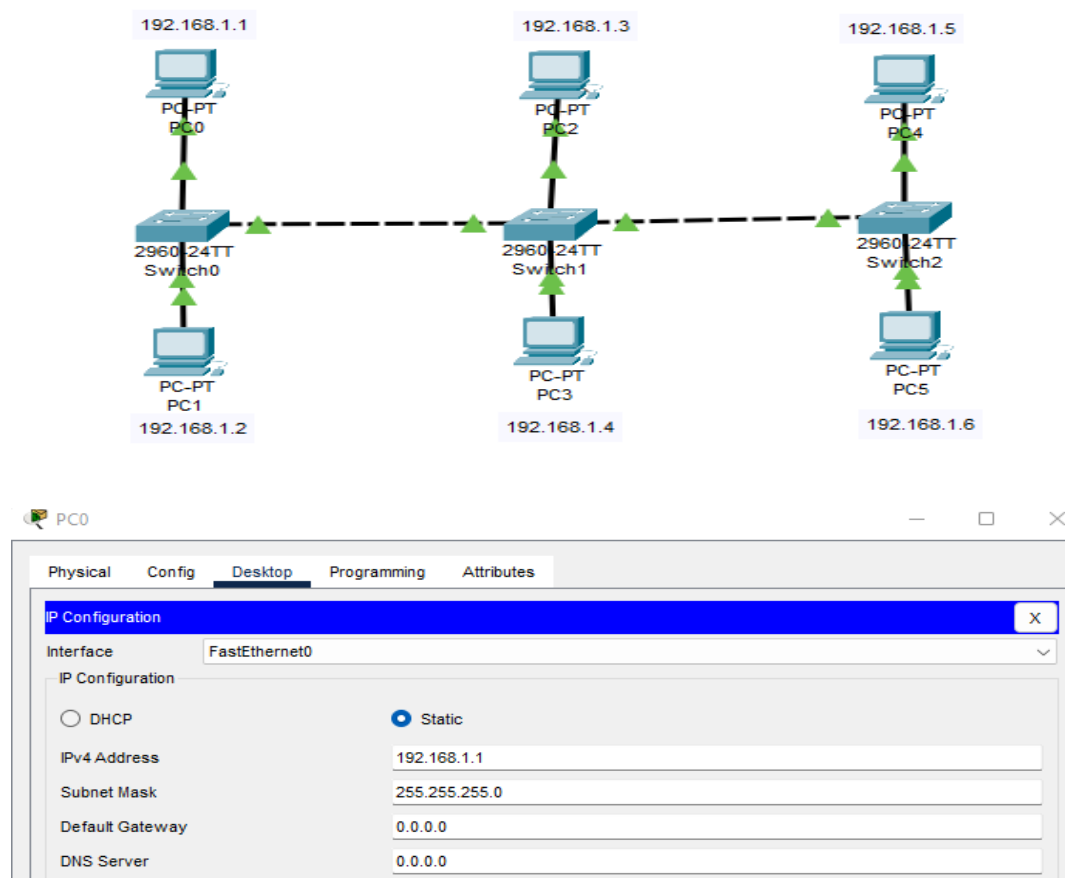 192.168.1.1
192.168.1.3
192.168.1.5
PC-PT
PC0
PC-PT
PC2
PC-PT
PC4
2960-24TT
Switch0
2960-24TT
Switch1
2960-24TT
Switch2
PC-PT
PC1
PC-PT
PC3
PC-PT
PC5
192.168.1.2
192.168.1.4
192.168.1.6
PC0
Physical Config Desktop Programming Attributes
IP Configuration X
Interface FastEthernet0
IP Configuration
DHCP Static
IPv4 Address 192.168.1.1
Subnet Mask 255.255.255.0
Default Gateway 0.0.0.0
DNS Server 0.0.0.0